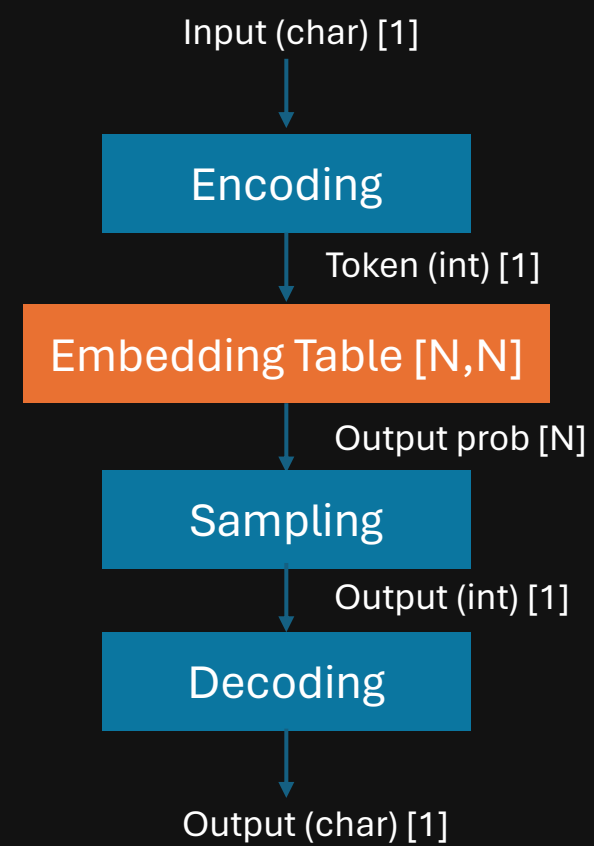 Input (char) [1]
Encoding
Token (int) [1]
Embedding Table [N,N]
Output prob [N]
Sampling
Output (int) [1]
Decoding
Output (char) [1]